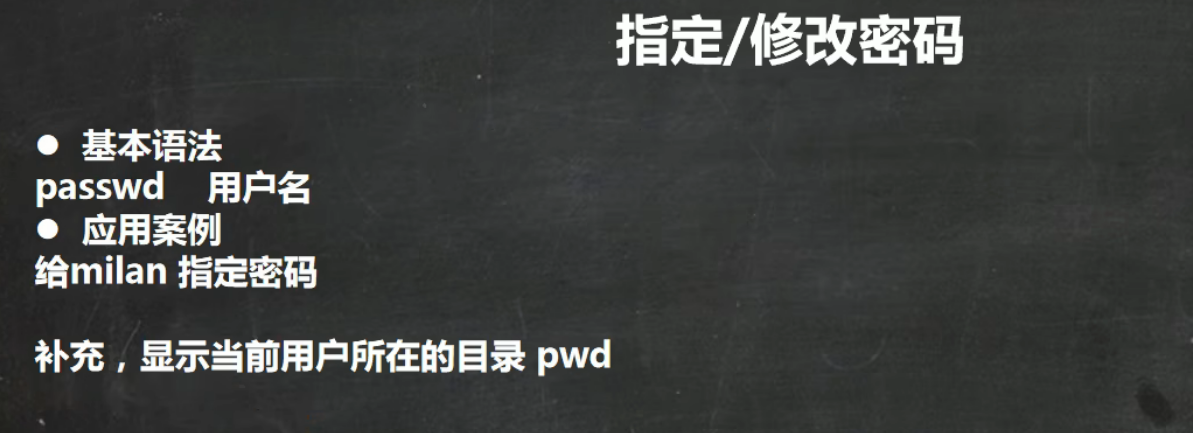 指定/修改密码
● 基本语法
passwd 用户名
● 应用案例
给milan 指定密码
补充，显示当前用户所在的目录 pwd